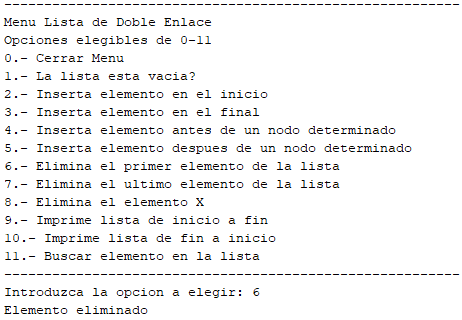 ----------------------------------------------------------
Menu Lista de Doble Enlace
Opciones elegibles de 0-11
0.- Cerrar Menu
1.- La lista esta vacia?
2.- Inserta elemento en el inicio
3.- Inserta elemento en el final
4.- Inserta elemento antes de un nodo determinado
5.- Inserta elemento despues de un nodo determinado
6.- Elimina el primer elemento de la lista
7.- Elimina el ultimo elemento de la lista
8.- Elimina el elemento X
9.- Imprime lista de inicio a fin
10.- Imprime lista de fin a inicio
11.- Buscar elemento en la lista
----------------------------------------------------------
Introduzca la opcion a elegir: 6
Elemento eliminado